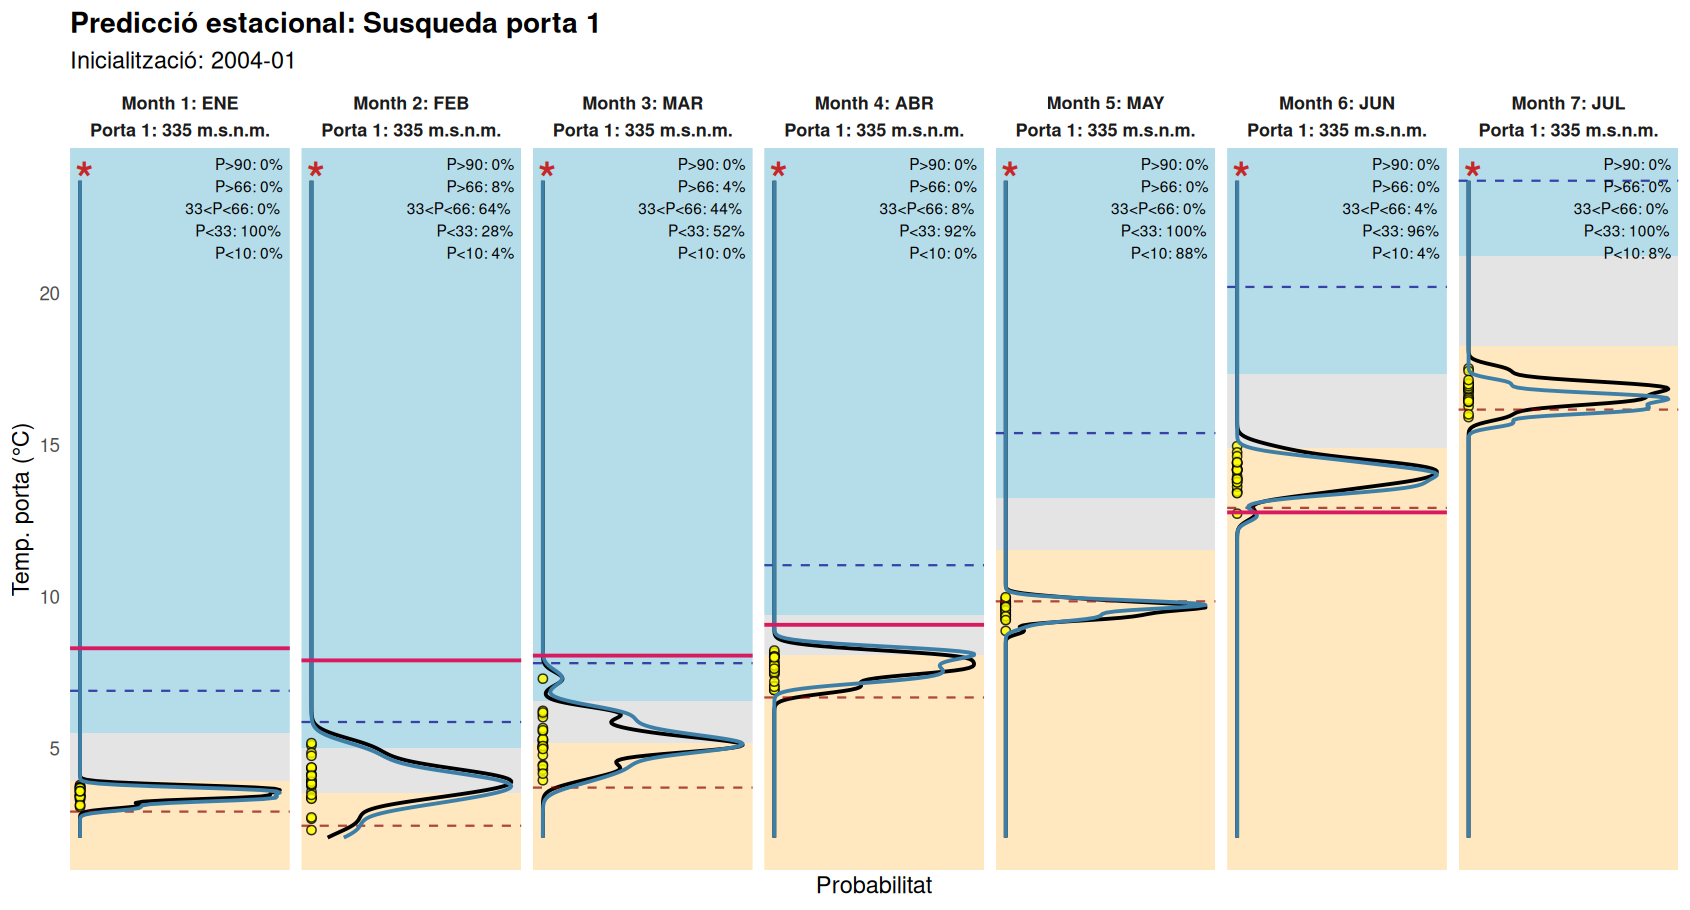 Predicció estacional: Susqueda porta 1
Inicialització: 2004-01
Month 1: ENE
Porta 1: 335 m.s.n.m.
Month 2: FEB
Porta 1: 335 m.s.n.m.
Month 3: MAR
Porta 1: 335 m.s.n.m.
Month 4: ABR
Porta 1: 335 m.s.n.m.
Month 5: MAY
Porta 1: 335 m.s.n.m.
Month 6: JUN
Porta 1: 335 m.s.n.m.
Month 7: JUL
Porta 1: 335 m.s.n.m.
*
P>90: 0%
P>66: 0%
33<P<66: 0%
P<33: 100%
P<10: 0%
*
P>90: 0%
P>66: 8%
33<P<66: 64%
P<33: 28%
P<10: 4%
*
P>90: 0%
P>66: 4%
33<P<66: 44%
P<33: 52%
P<10: 0%
*
P>90: 0%
P>66: 0%
33<P<66: 8%
P<33: 92%
P<10: 0%
*
P>90: 0%
P>66: 0%
33<P<66: 0%
P<33: 100%
P<10: 88%
*
P>90: 0%
P>66: 0%
33<P<66: 4%
P<33: 96%
P<10: 4%
*
P>90: 0%
P>66: 0%
33<P<66: 0%
P<33: 100%
P<10: 8%
20
15
10
5
Temp. porta (°C)
Probabilitat